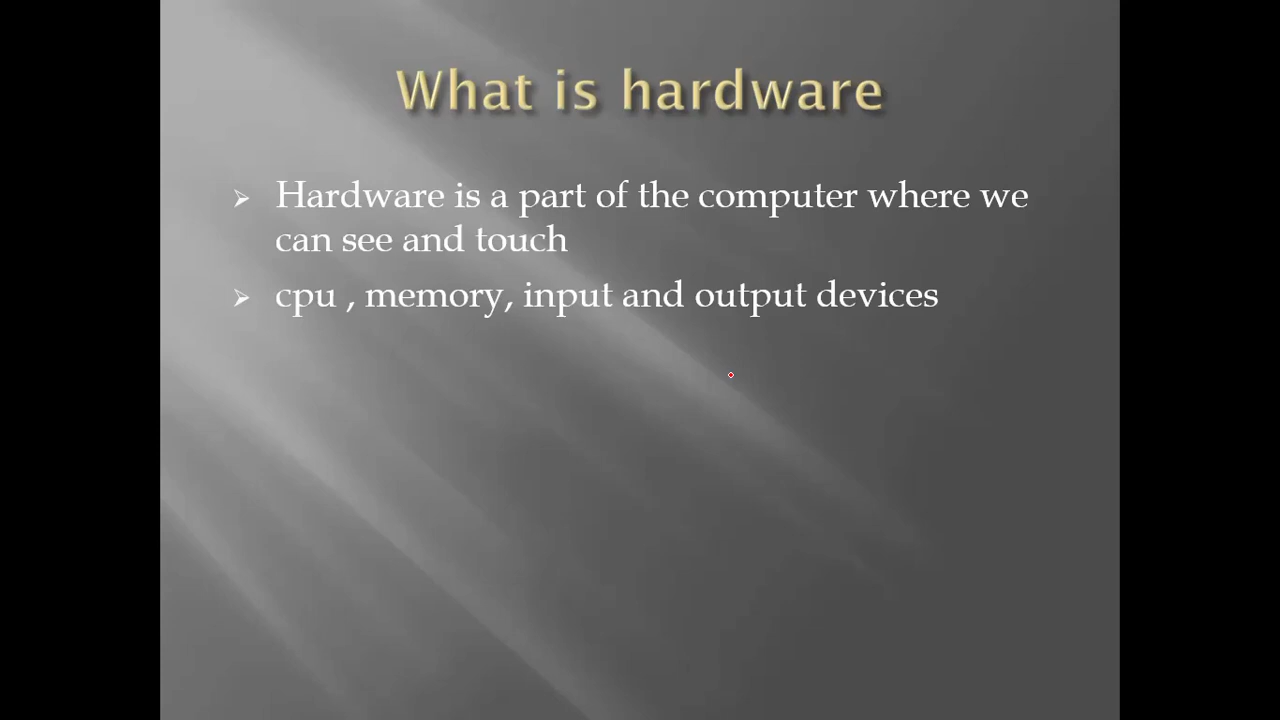 What is hardware
Hardware is a part of the computer where we
can see and touch
cpu , memory, input and output devices